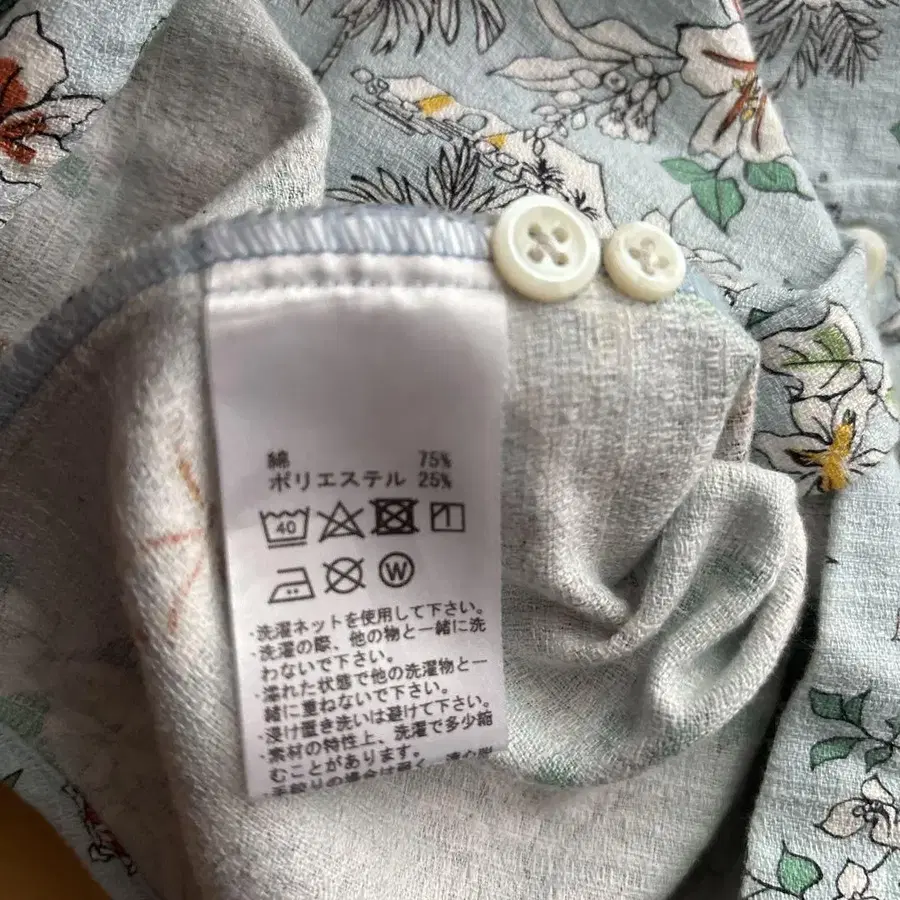 綿 75%
ポリエステル 25%
40
W
・洗濯ネットを使用して下さい。
・洗濯の際、他の物と一緒に洗
わないで下さい。
・濡れた状態で他の洗濯物と一
緒に重ねないで下さい。
・浸け置き洗いは避けて下さい。
・素材の特性上、洗濯で多少縮
むことがあります。